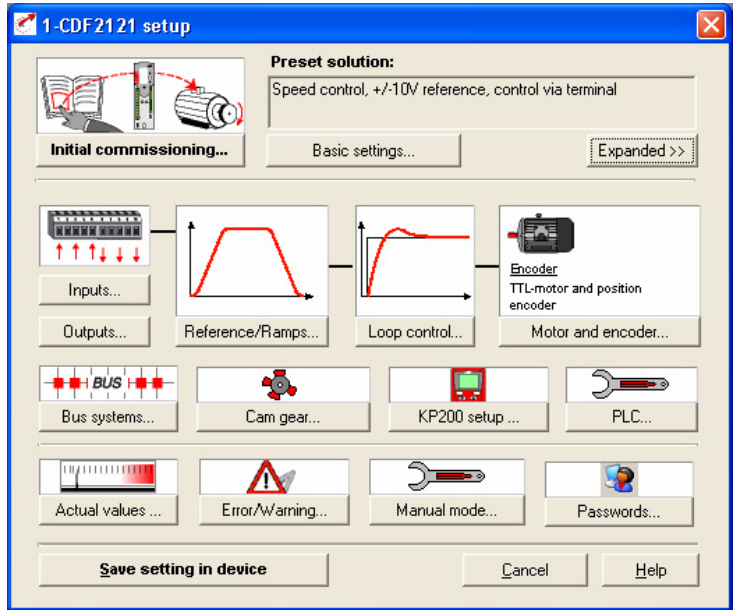 1-CDF2121 setup
Preset solution:
Speed control, +/-10V reference, control via terminal
Initial commissioning...
Basic settings...
Expanded >>
Inputs...
Outputs...
Reference/Ramps...
Loop control...
Encoder
TTL-motor and position
encoder
Motor and encoder...
BUS
Bus systems...
Cam gear...
KP200 setup ...
PLC...
Actual values ...
Error/Warning...
Manual mode...
Passwords...
Save setting in device
Cancel
Help